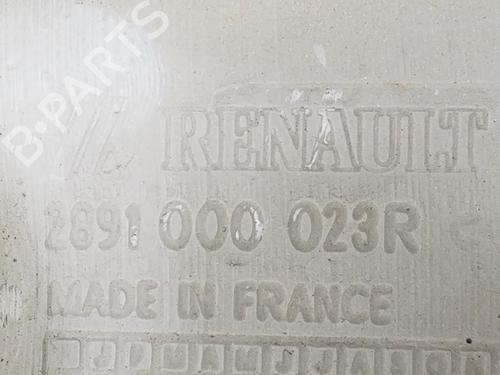 B-PARTS
RENAULT
2891 000 023R
MADE IN FRANCE
J F M A M J J A S O